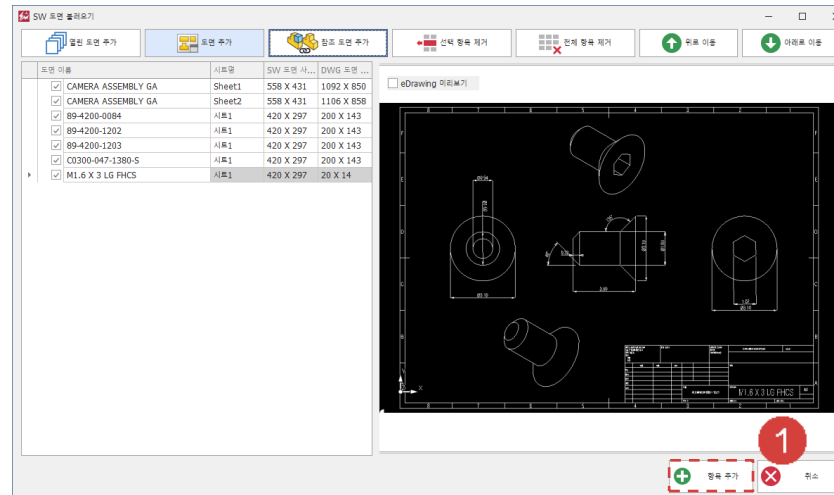 SW 도면 불러오기
열린 도면 추가
도면 추가
참조 도면 추가
선택 항목 제거
전체 항목 제거
위로 이동
아래로 이동
도면 이름 시트명 SW 도면 사... DWG 도면 ...
CAMERA ASSEMBLY GA Sheet1 558 X 431 1092 X 850
CAMERA ASSEMBLY GA Sheet2 558 X 431 1106 X 858
89-4200-0084 시트1 420 X 297 200 X 143
89-4200-1202 시트1 420 X 297 200 X 143
89-4200-1203 시트1 420 X 297 200 X 143
C0300-047-1380-S 시트1 420 X 297 200 X 143
M1.6 X 3 LG FHCS 시트1 420 X 297 20 X 14
eDrawing 미리보기
M1.6 X 3 LG FHCS
Y
X
1
항목 추가
취소